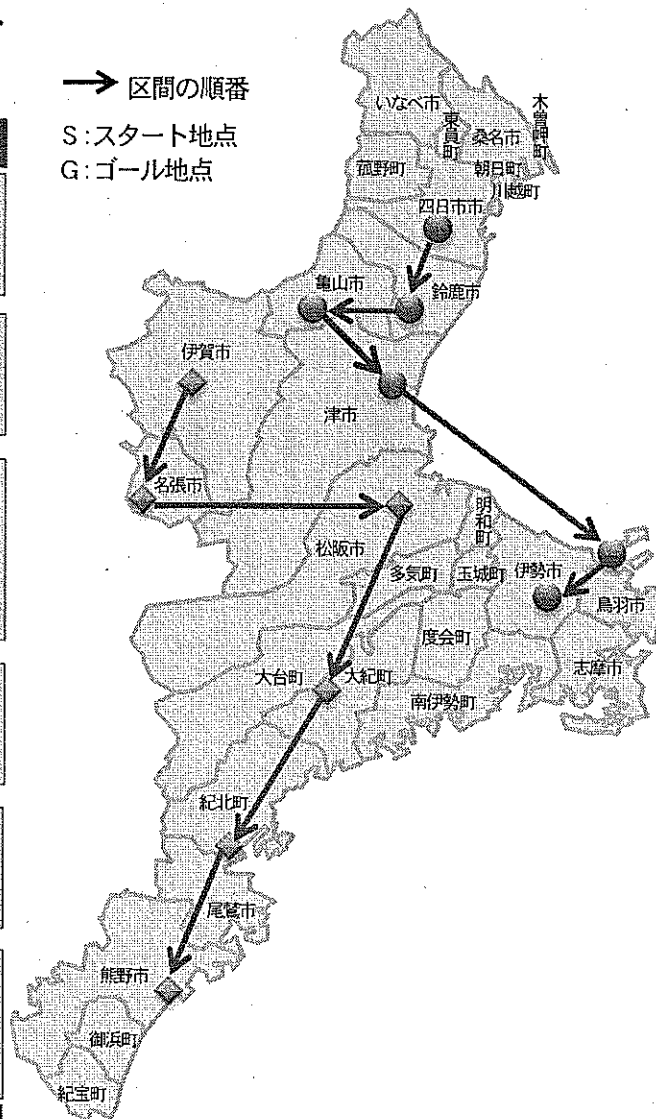 区間の順番
S:スタート地点
G:ゴール地点
いなべ市
東員町
桑名市
木曽岬町
菰野町
朝日町
川越町
四日市市
亀山市
鈴鹿市
伊賀市
津市
名張市
松阪市
明和町
多気町
玉城町
伊勢市
鳥羽市
度会町
志摩市
大台町
大紀町
南伊勢町
紀北町
尾鷲市
熊野市
御浜町
紀宝町